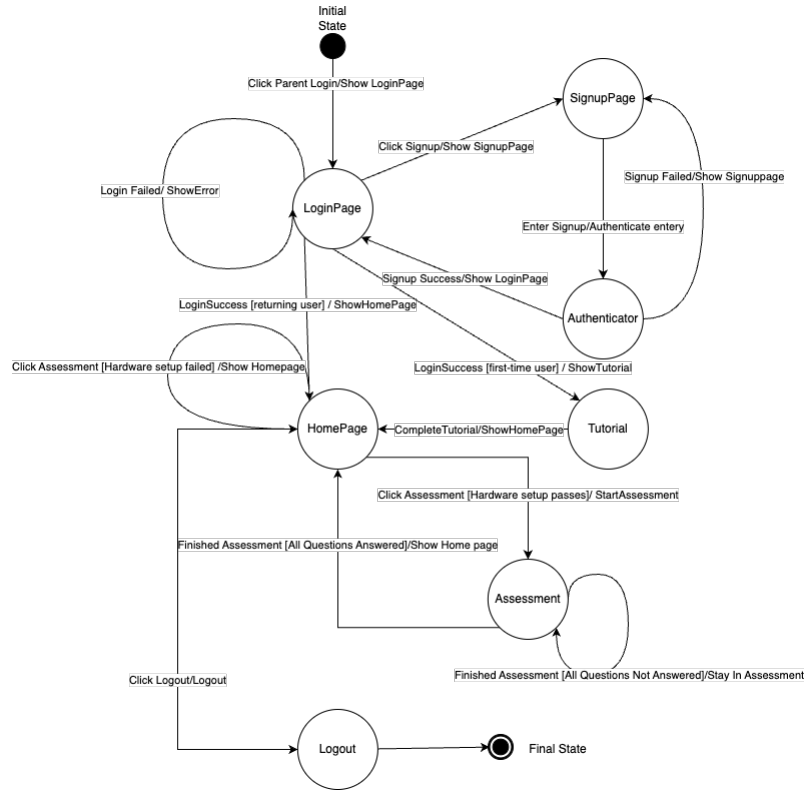 Initial
State
Click Parent Login/Show LoginPage
SignupPage
Click Signup/Show SignupPage
Signup Failed/Show Signuppage
Login Failed/ ShowError
LoginPage
Enter Signup/Authenticate entery
Signup Success/Show LoginPage
LoginSuccess [returning user] / ShowHomePage
Authenticator
Click Assessment [Hardware setup failed] /Show Homepage
LoginSuccess [first-time user] / ShowTutorial
HomePage
CompleteTutorial/ShowHomePage
Tutorial
Click Assessment [Hardware setup passes]/ StartAssessment
Finished Assessment [All Questions Answered]/Show Home page
Assessment
Finished Assessment [All Questions Not Answered]/Stay In Assessment
Click Logout/Logout
Logout
Final State